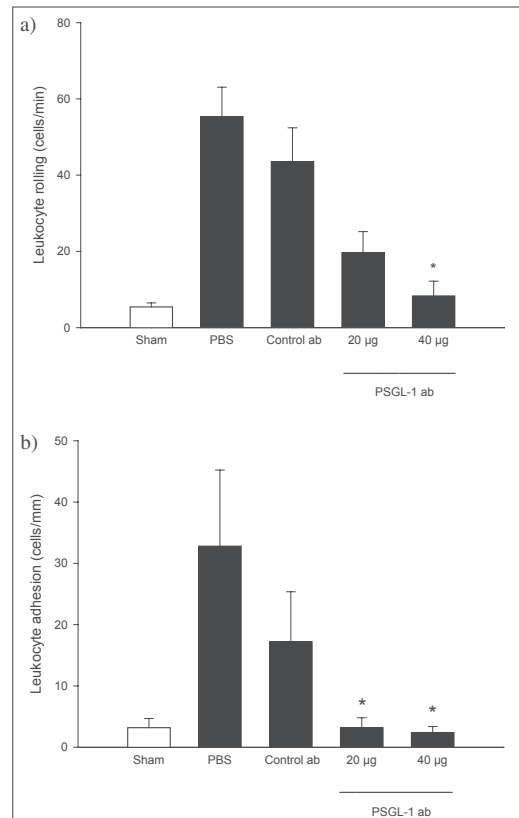 a)
Leukocyte rolling (cells/min)
80
60
40
20
0
*
Sham PBS Control ab 20 µg 40 µg
PSGL-1 ab
b)
Leukocyte adhesion (cells/mm)
50
40
30
20
10
0
* *
Sham PBS Control ab 20 µg 40 µg
PSGL-1 ab